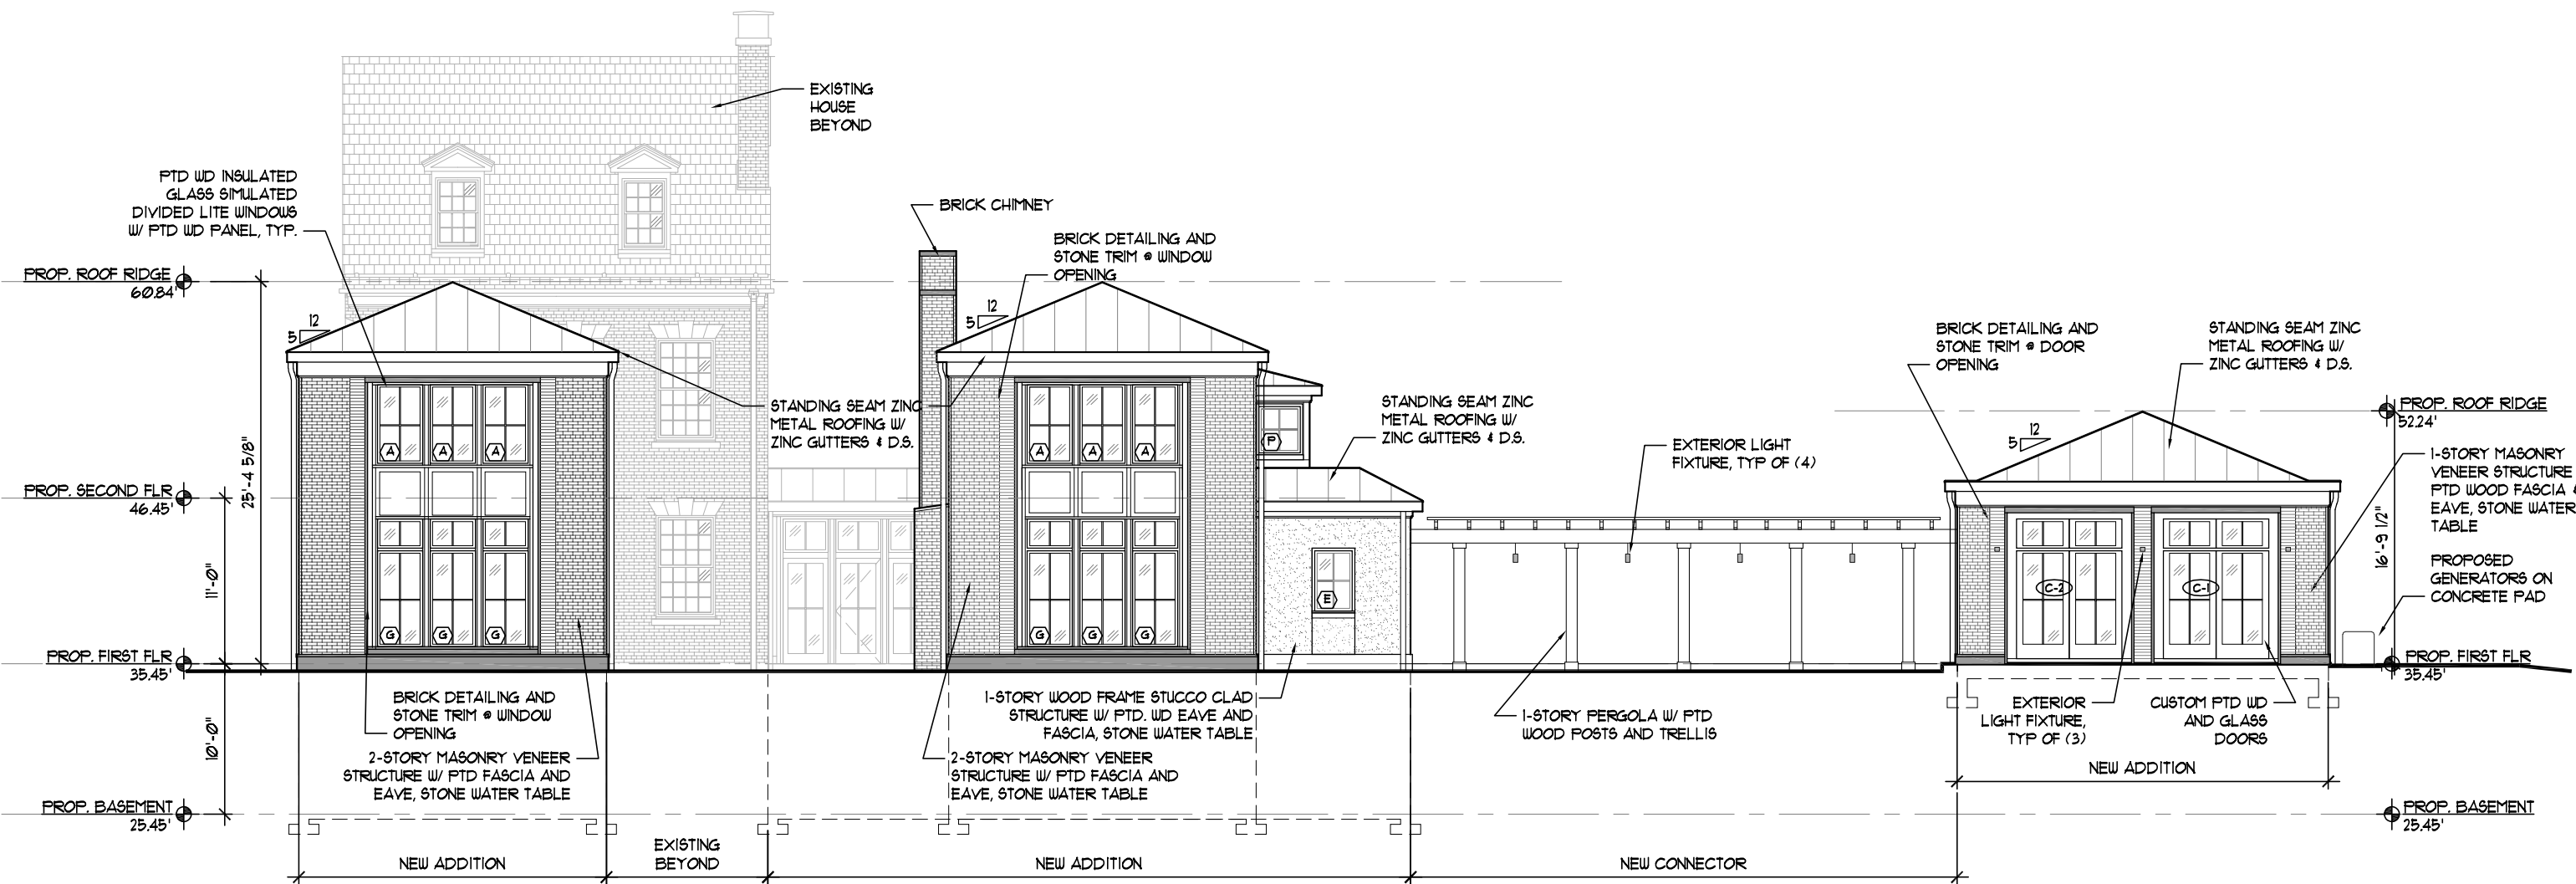 EXISTING
HOUSE
BEYOND
PTD WD INSULATED
GLASS SIMULATED
DIVIDED LITE WINDOWS
W/ PTD WD PANEL, TYP.
BRICK CHIMNEY
BRICK DETAILING AND
STONE TRIM @ WINDOW
OPENING
PROP. ROOF RIDGE
60.84'
12
5
12
5
BRICK DETAILING AND
STONE TRIM @ DOOR
OPENING
STANDING SEAM ZINC
METAL ROOFING W/
ZINC GUTTERS & D.S.
STANDING SEAM ZINC
METAL ROOFING W/
ZINC GUTTERS & D.S.
STANDING SEAM ZINC
METAL ROOFING W/
ZINC GUTTERS & D.S.
PROP. ROOF RIDGE
52.24'
12
5
EXTERIOR LIGHT
FIXTURE, TYP OF (4)
1-STORY MASONRY
VENEER STRUCTURE
PTD WOOD FASCIA &
EAVE, STONE WATER
TABLE
A A A
A A A
P
25'-4 5/8"
PROP. SECOND FLR
46.45'
16'-9 1/2"
PROPOSED
GENERATORS ON
CONCRETE PAD
11'-0"
E
C-2
C-1
G G G
G G G
PROP. FIRST FLR
35.45'
PROP. FIRST FLR
35.45'
BRICK DETAILING AND
STONE TRIM @ WINDOW
OPENING
2-STORY MASONRY VENEER
STRUCTURE W/ PTD FASCIA AND
EAVE, STONE WATER TABLE
1-STORY WOOD FRAME STUCCO CLAD
STRUCTURE W/ PTD. WD EAVE AND
FASCIA, STONE WATER TABLE
2-STORY MASONRY VENEER
STRUCTURE W/ PTD FASCIA AND
EAVE, STONE WATER TABLE
1-STORY PERGOLA W/ PTD
WOOD POSTS AND TRELLIS
EXTERIOR
LIGHT FIXTURE,
TYP OF (3)
CUSTOM PTD WD
AND GLASS
DOORS
NEW ADDITION
10'-0"
PROP. BASEMENT
25.45'
PROP. BASEMENT
25.45'
NEW ADDITION
EXISTING
BEYOND
NEW ADDITION
NEW CONNECTOR